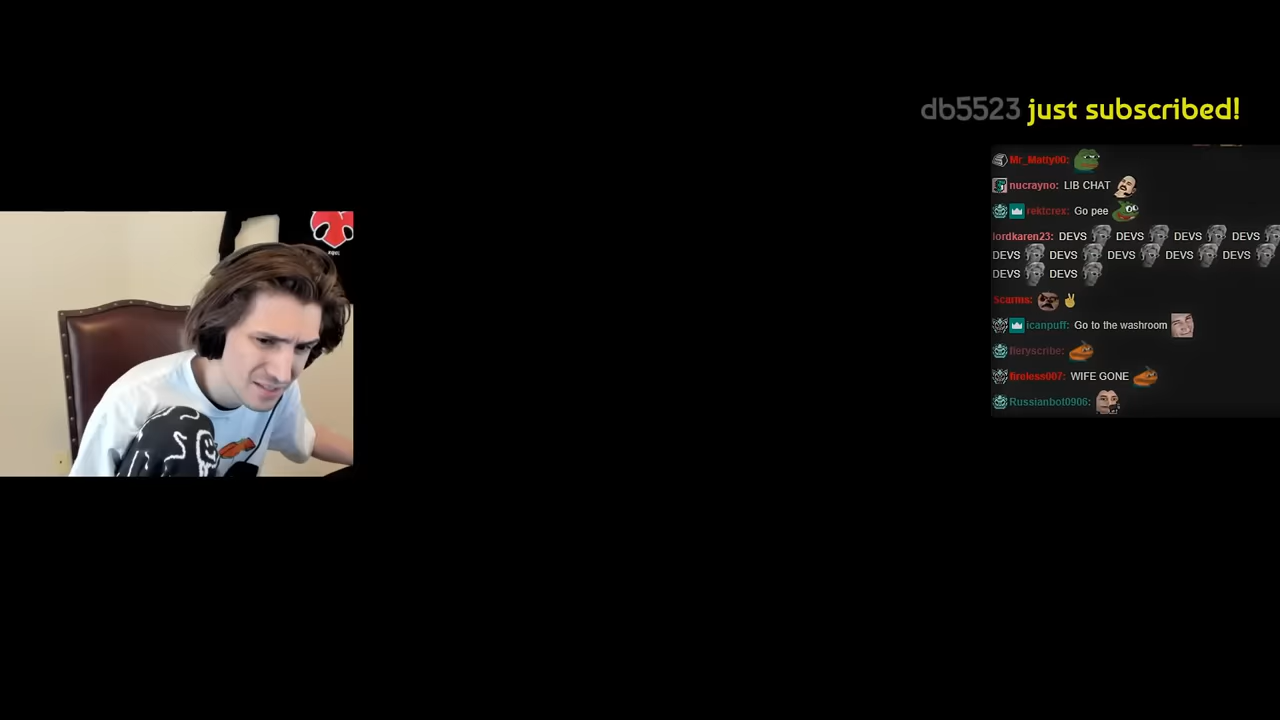 db5523 just subscribed!
Mr_Matty00:
nucrayno: LIB CHAT
rektcrex: Go pee
lordkaren23: DEVS DEVS DEVS DEVS
DEVS DEVS DEVS DEVS DEVS
DEVS DEVS
Scarms:
icanpuff: Go to the washroom
fieryscribe:
fireless007: WIFE GONE
Russianbot0906: